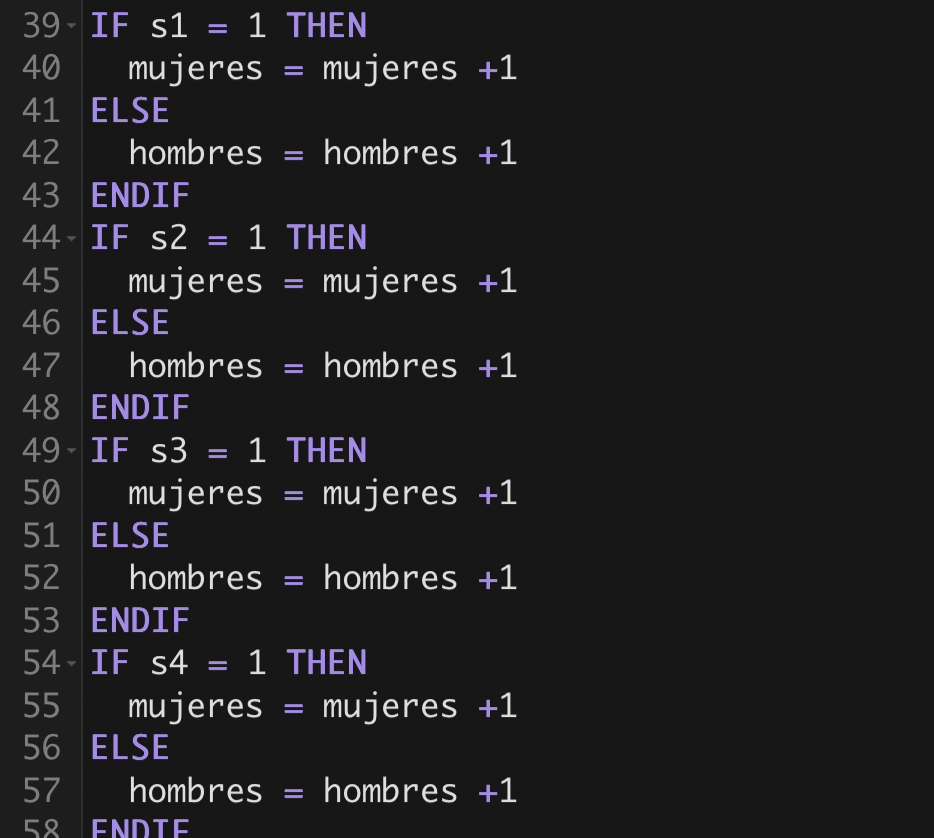 39 IF s1 = 1 THEN
40   mujeres = mujeres +1
41 ELSE
42   hombres = hombres +1
43 ENDIF
44 IF s2 = 1 THEN
45   mujeres = mujeres +1
46 ELSE
47   hombres = hombres +1
48 ENDIF
49 IF s3 = 1 THEN
50   mujeres = mujeres +1
51 ELSE
52   hombres = hombres +1
53 ENDIF
54 IF s4 = 1 THEN
55   mujeres = mujeres +1
56 ELSE
57   hombres = hombres +1
58 ENDIF